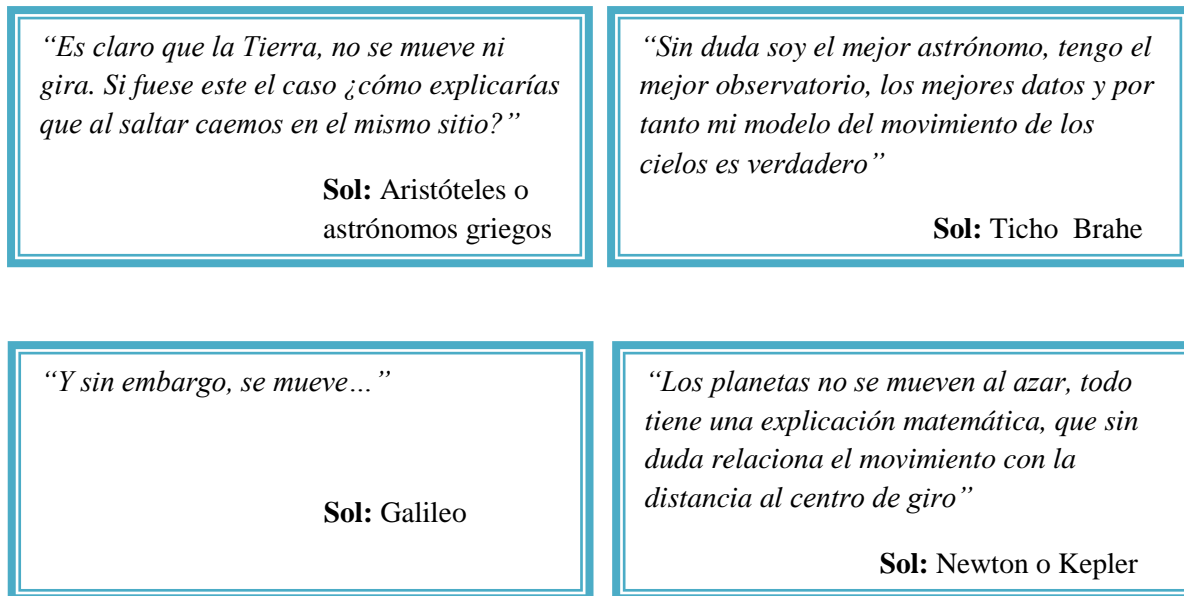 “Es claro que la Tierra, no se mueve ni
gira. Si fuese este el caso ¿cómo explicarías
que al saltar caemos en el mismo sitio?”
Sol: Aristóteles o
astrónomos griegos
“Sin duda soy el mejor astrónomo, tengo el
mejor observatorio, los mejores datos y por
tanto mi modelo del movimiento de los
cielos es verdadero”
Sol: Ticho Brahe
“Y sin embargo, se mueve…”
Sol: Galileo
“Los planetas no se mueven al azar, todo
tiene una explicación matemática, que sin
duda relaciona el movimiento con la
distancia al centro de giro”
Sol: Newton o Kepler